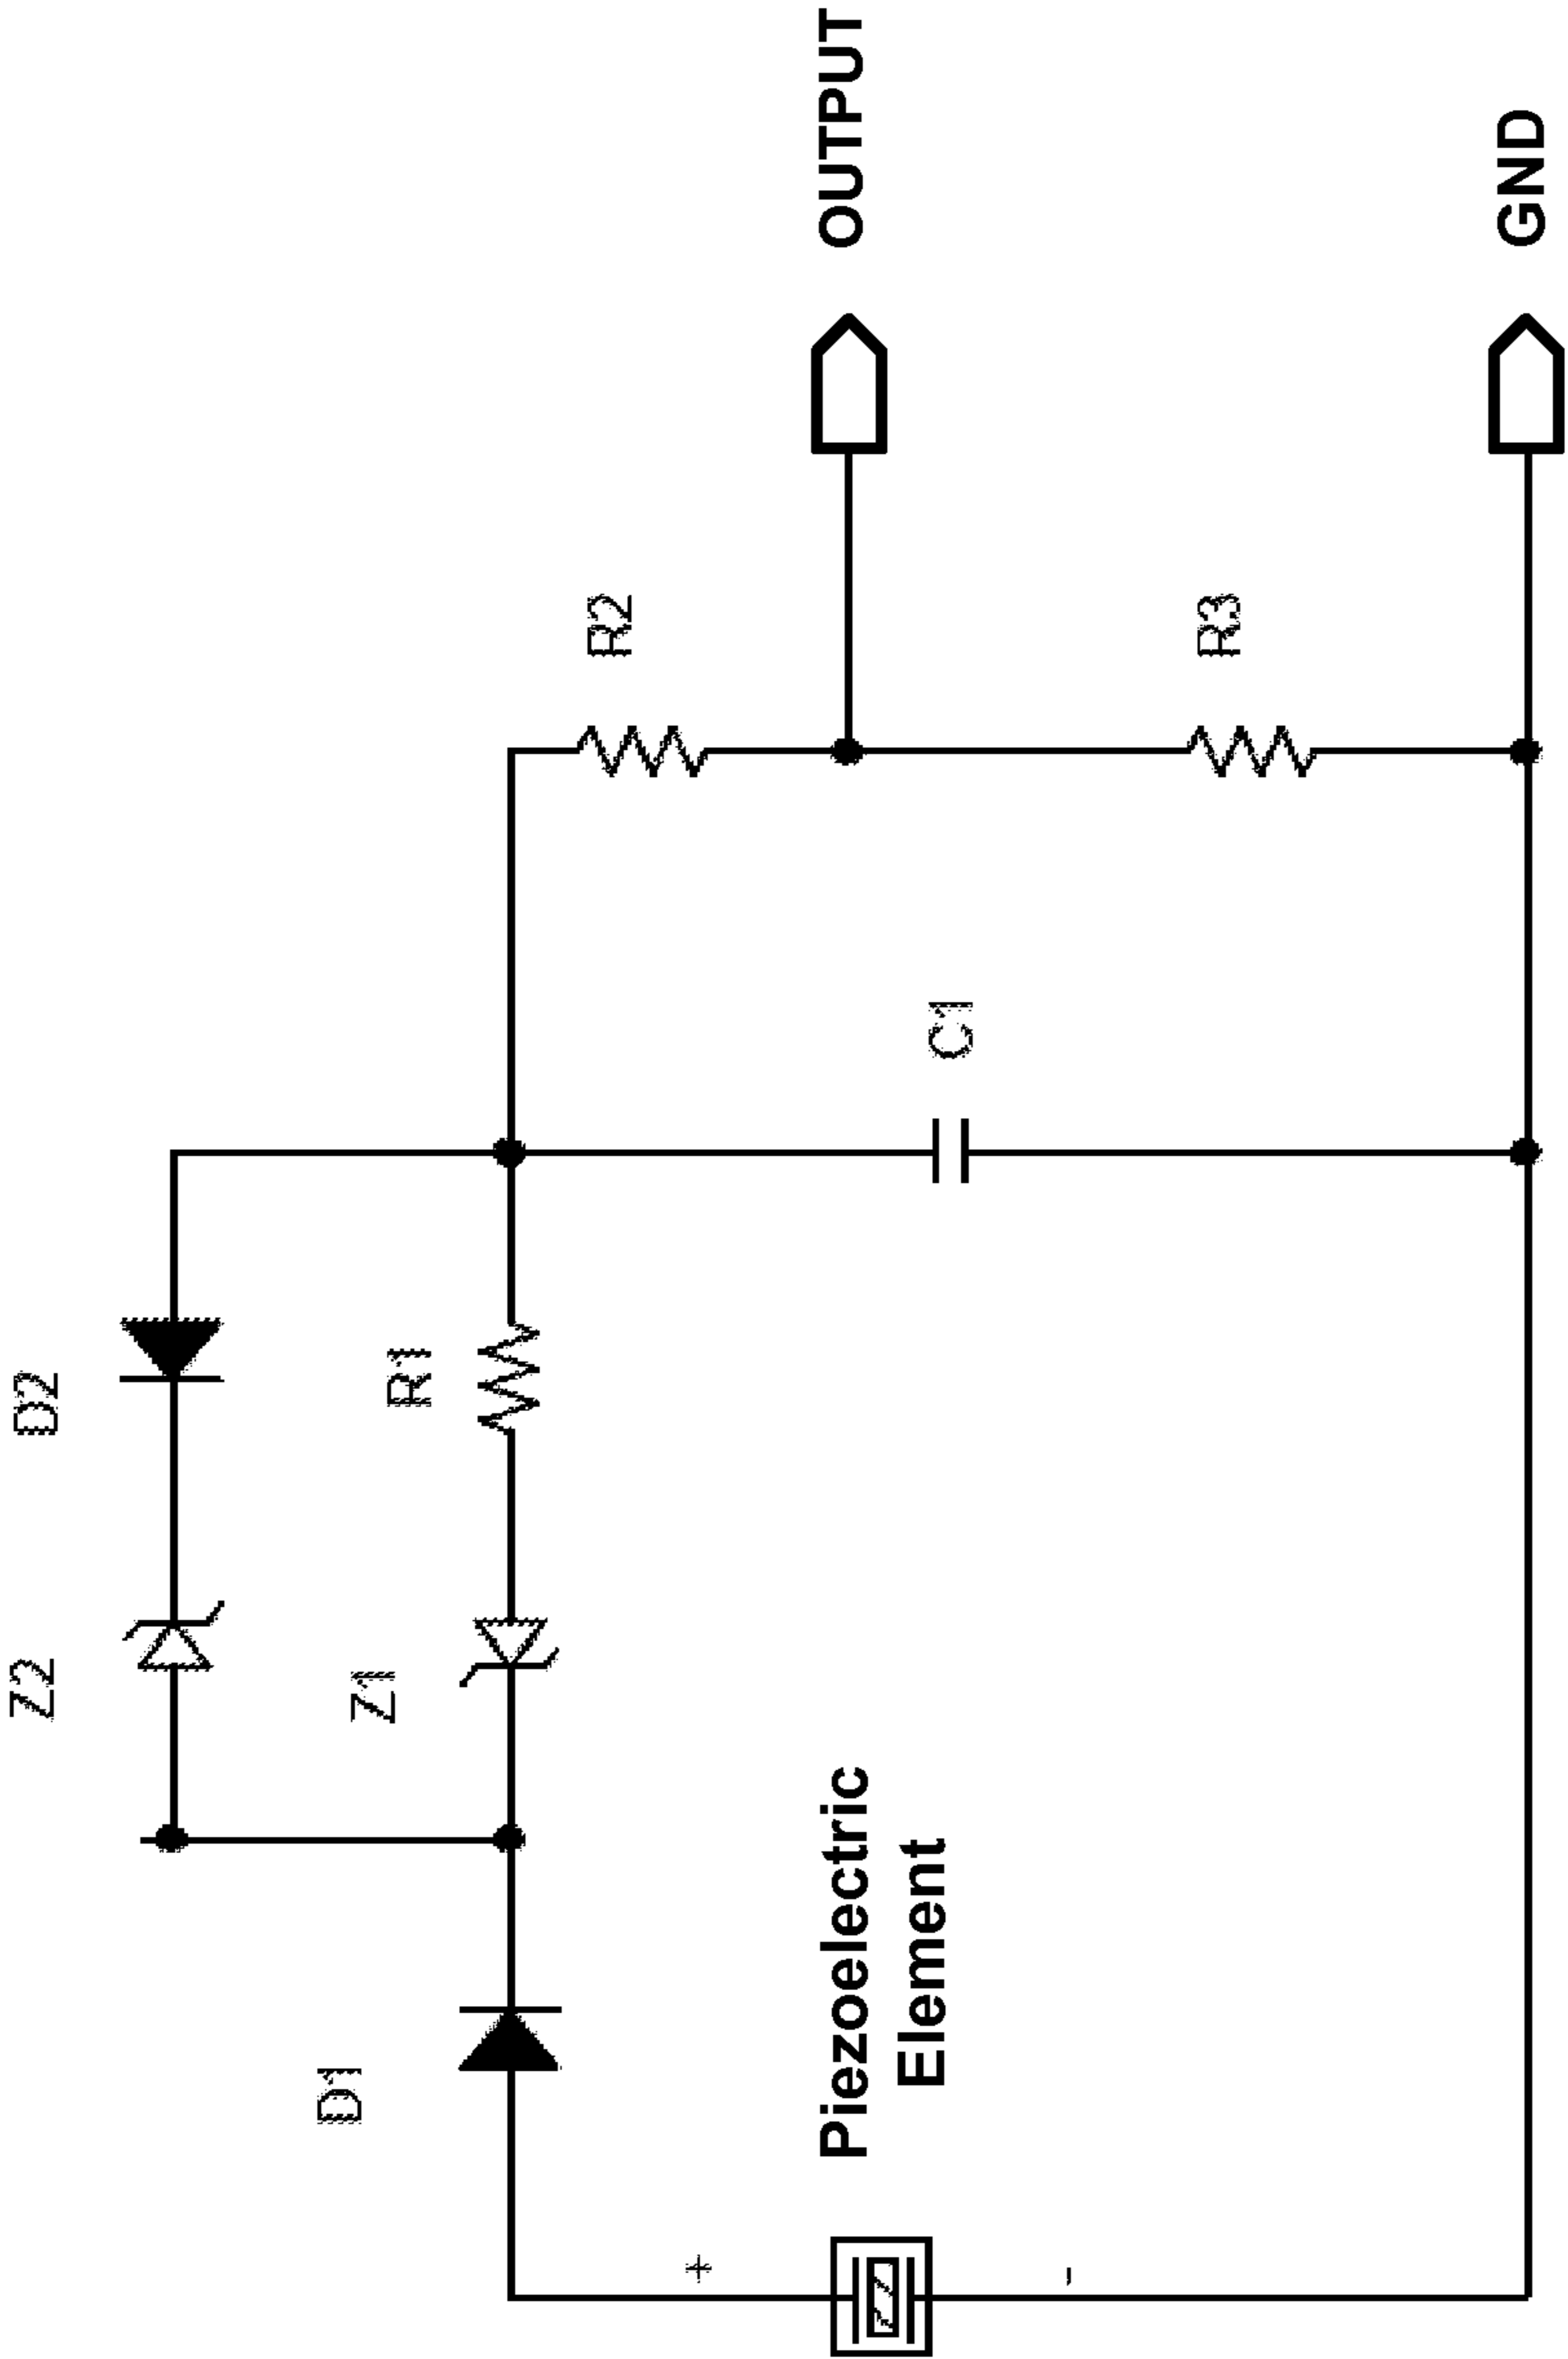 Z2
D2
D1
Z1
R1
R2
OUTPUT
+
Piezoelectric
Element
C1
R3
-
GND